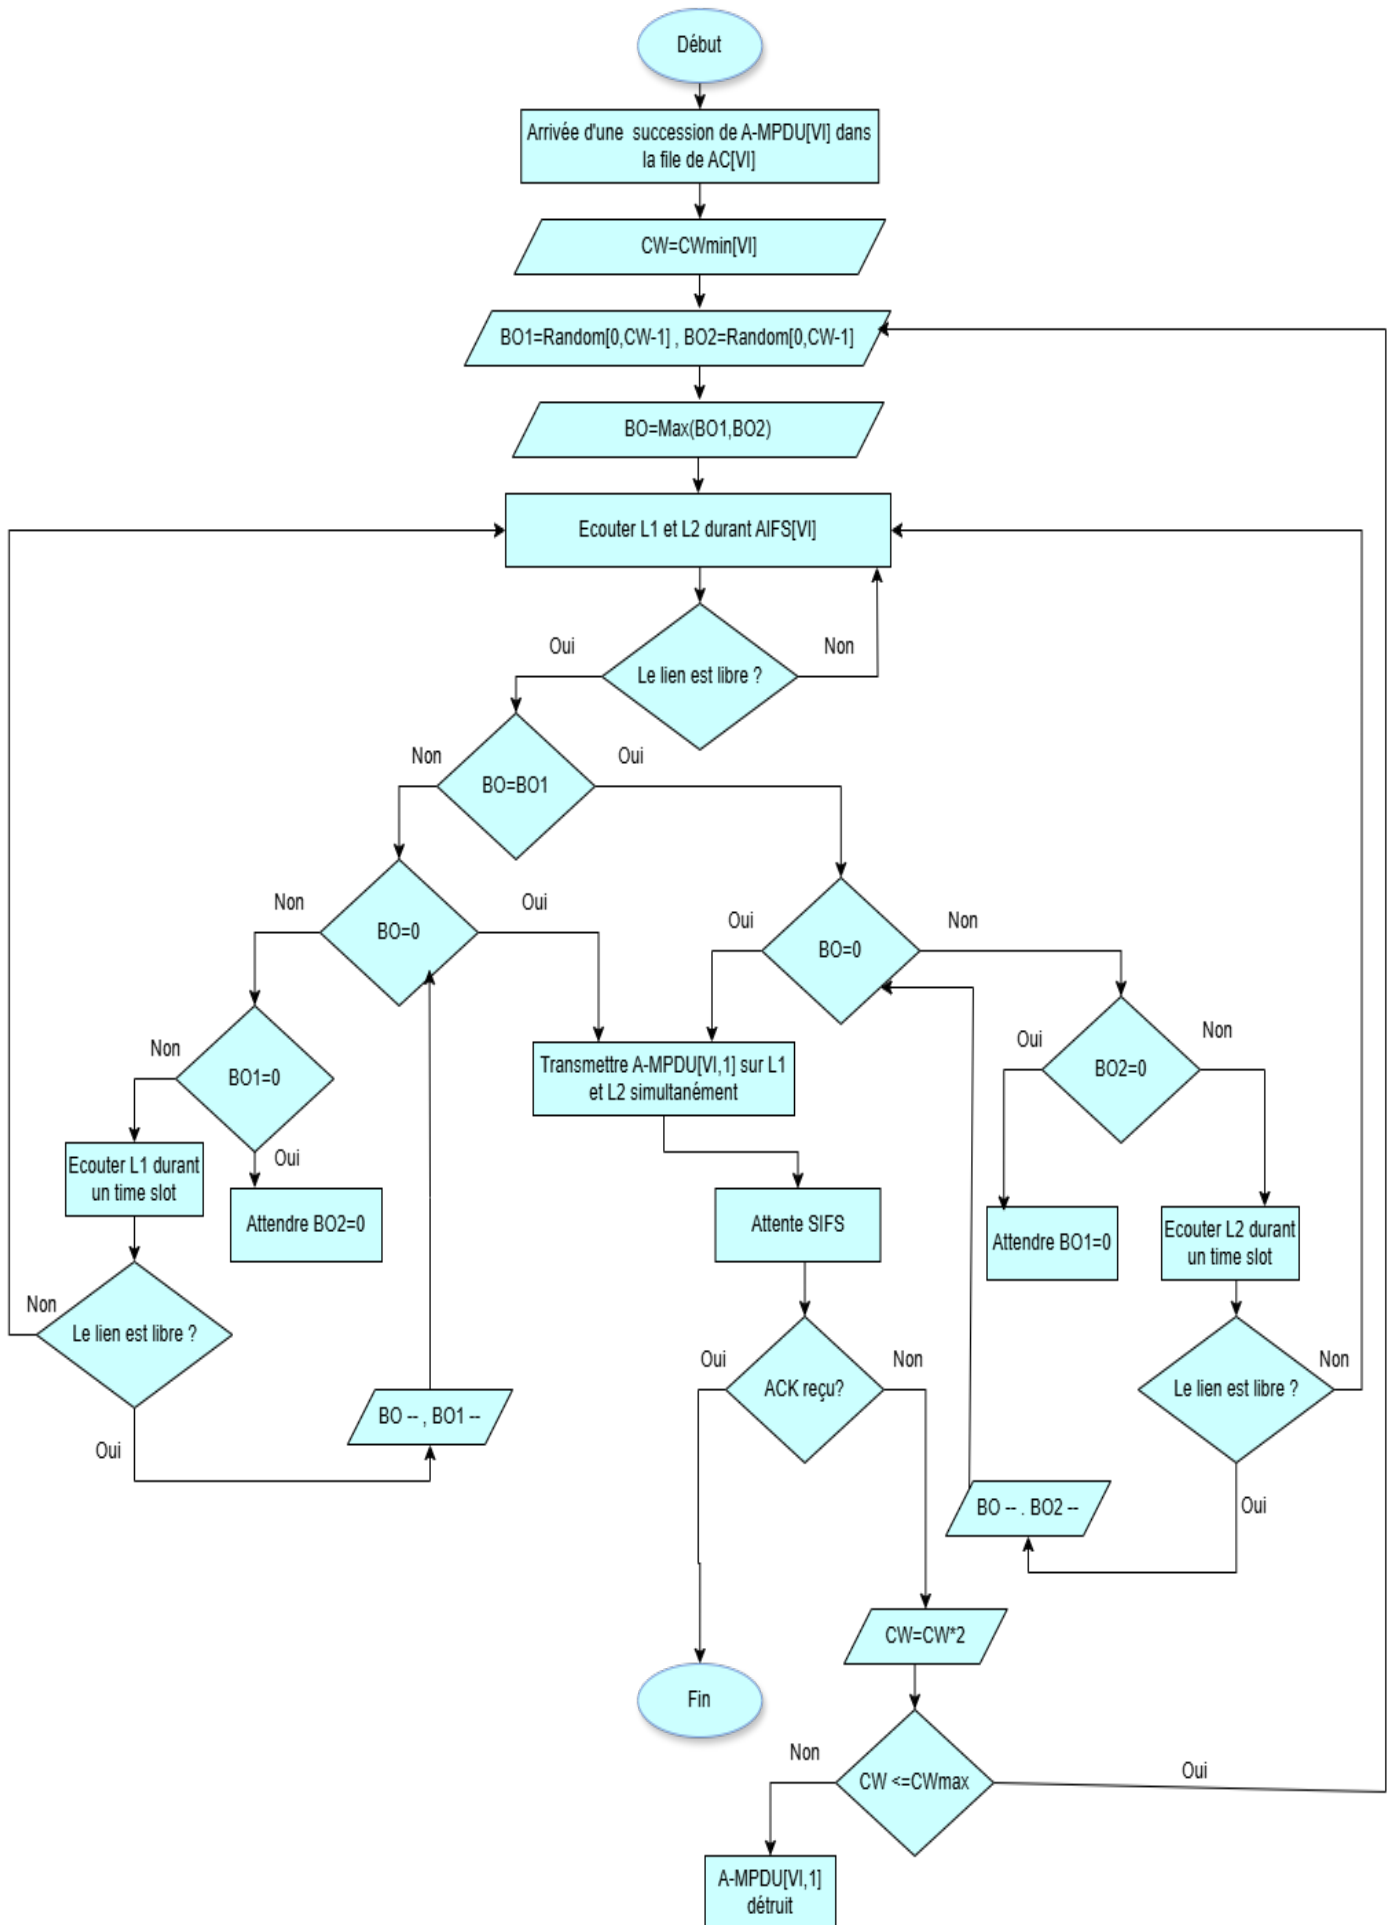 Début
Arrivée d'une succession de A-MPDU[VI] dans
la file de AC[VI]
CW=CWmin[VI]
BO1=Random[0,CW-1] , BO2=Random[0,CW-1]
BO=Max(BO1,BO2)
Ecouter L1 et L2 durant AIFS[VI]
Oui
Non
Le lien est libre ?
Non
Oui
BO=BO1
Non
Oui
BO=0
Oui
Non
BO=0
Non
BO1=0
Oui
Transmettre A-MPDU[VI,1] sur L1
et L2 simultanément
Oui
Non
BO2=0
Ecouter L1 durant
un time slot
Attendre BO2=0
Attente SIFS
Attendre BO1=0
Ecouter L2 durant
un time slot
Non
Le lien est libre ?
Oui
BO -- , BO1 --
Oui
Non
ACK reçu?
Non
Le lien est libre ?
Oui
BO -- . BO2 --
CW=CW*2
Fin
Non
CW <=CWmax
Oui
A-MPDU[VI,1]
détruit